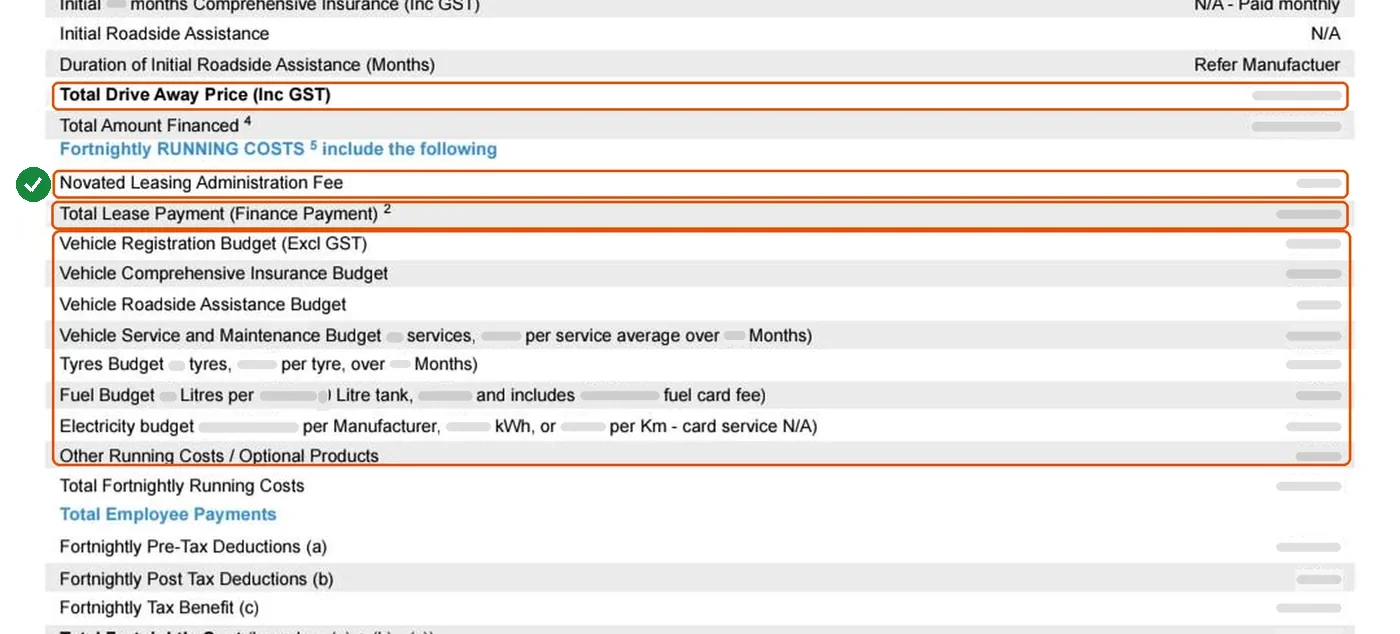 Initial months Comprehensive Insurance (Inc GST) N/A - Paid monthly
Initial Roadside Assistance N/A
Duration of Initial Roadside Assistance (Months) Refer Manufactuer
Total Drive Away Price (Inc GST)
Total Amount Financed 4
Fortnightly RUNNING COSTS 5 include the following
Novated Leasing Administration Fee
Total Lease Payment (Finance Payment) 2
Vehicle Registration Budget (Excl GST)
Vehicle Comprehensive Insurance Budget
Vehicle Roadside Assistance Budget
Vehicle Service and Maintenance Budget services, per service average over Months)
Tyres Budget tyres, per tyre, over Months)
Fuel Budget Litres per ) Litre tank, and includes fuel card fee)
Electricity budget per Manufacturer, kWh, or per Km - card service N/A)
Other Running Costs / Optional Products
Total Fortnightly Running Costs
Total Employee Payments
Fortnightly Pre-Tax Deductions (a)
Fortnightly Post Tax Deductions (b)
Fortnightly Tax Benefit (c)